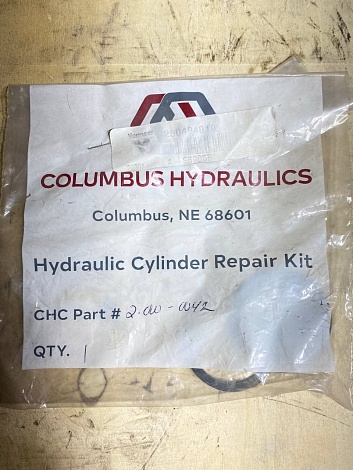 COLUMBUS HYDRAULICS
Columbus, NE 68601
Hydraulic Cylinder Repair Kit
CHC Part # 2.00-0042
QTY. 1